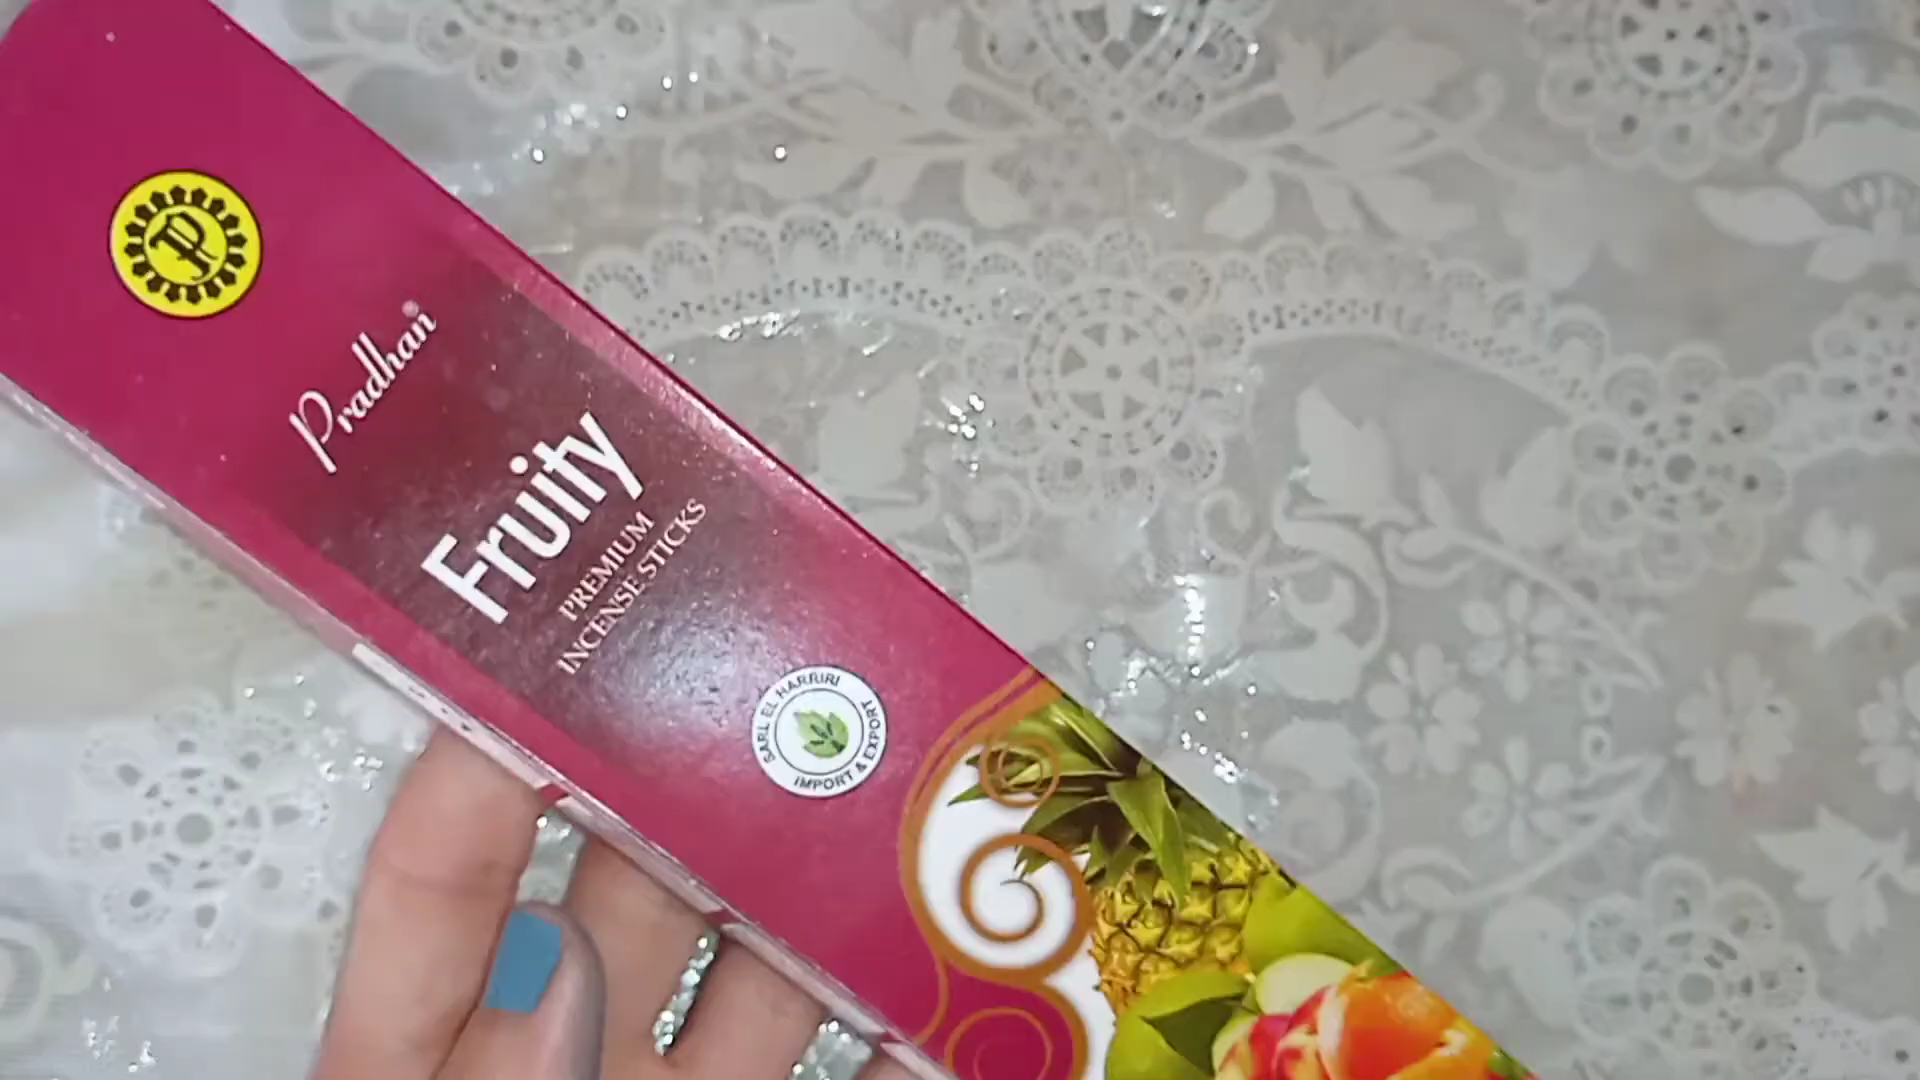 P
Pradhan®
Fruity
PREMIUM
INCENSE STICKS
SARL EL HARRIRI
IMPORT & EXPORT